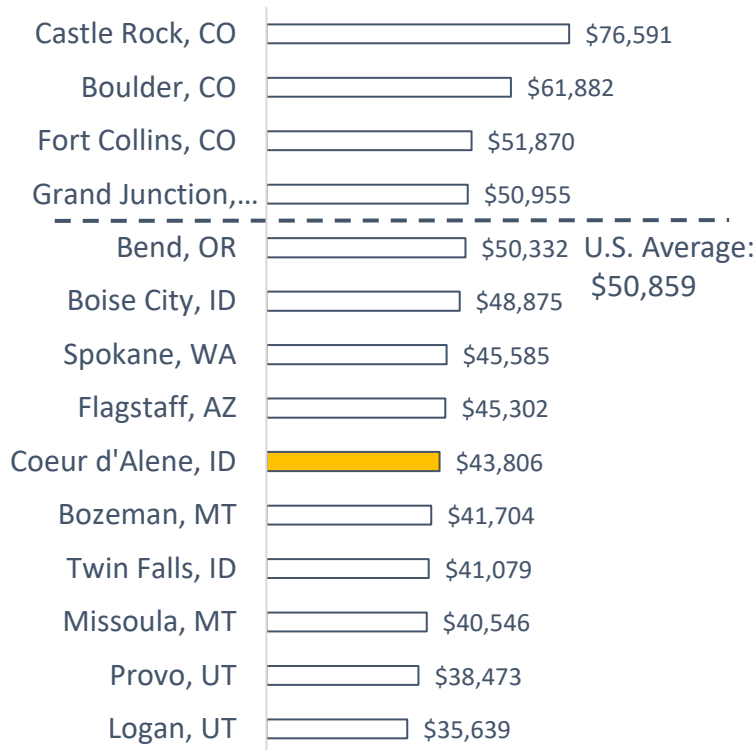 Castle Rock, CO $76,591
Boulder, CO $61,882
Fort Collins, CO $51,870
Grand Junction,... $50,955
Bend, OR $50,332 U.S. Average:
$50,859
Boise City, ID $48,875
Spokane, WA $45,585
Flagstaff, AZ $45,302
Coeur d'Alene, ID $43,806
Bozeman, MT $41,704
Twin Falls, ID $41,079
Missoula, MT $40,546
Provo, UT $38,473
Logan, UT $35,639